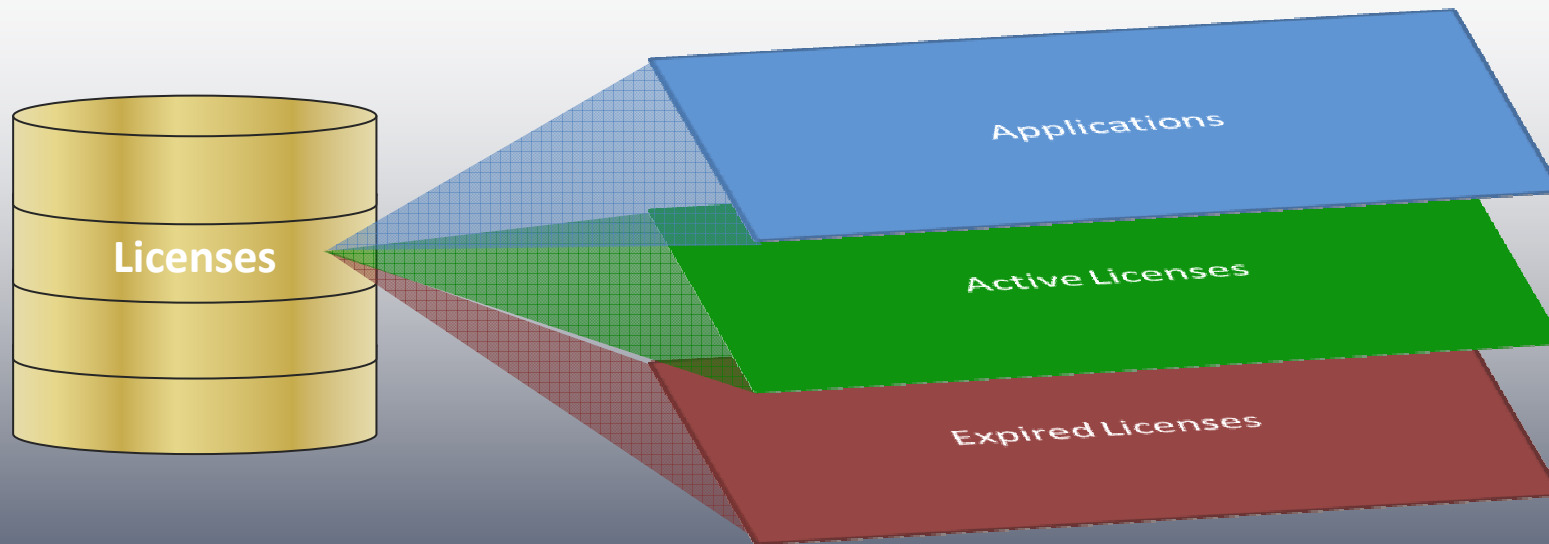 Licenses
Applications
Active Licenses
Expired Licenses